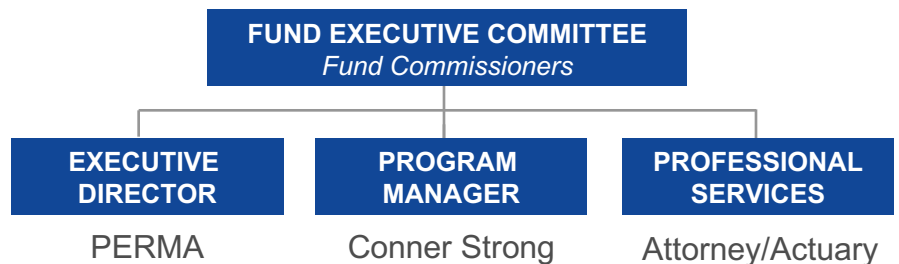 FUND EXECUTIVE COMMITTEE
Fund Commissioners
EXECUTIVE
DIRECTOR
PERMA
PROGRAM
MANAGER
Conner Strong
PROFESSIONAL
SERVICES
Attorney/Actuary